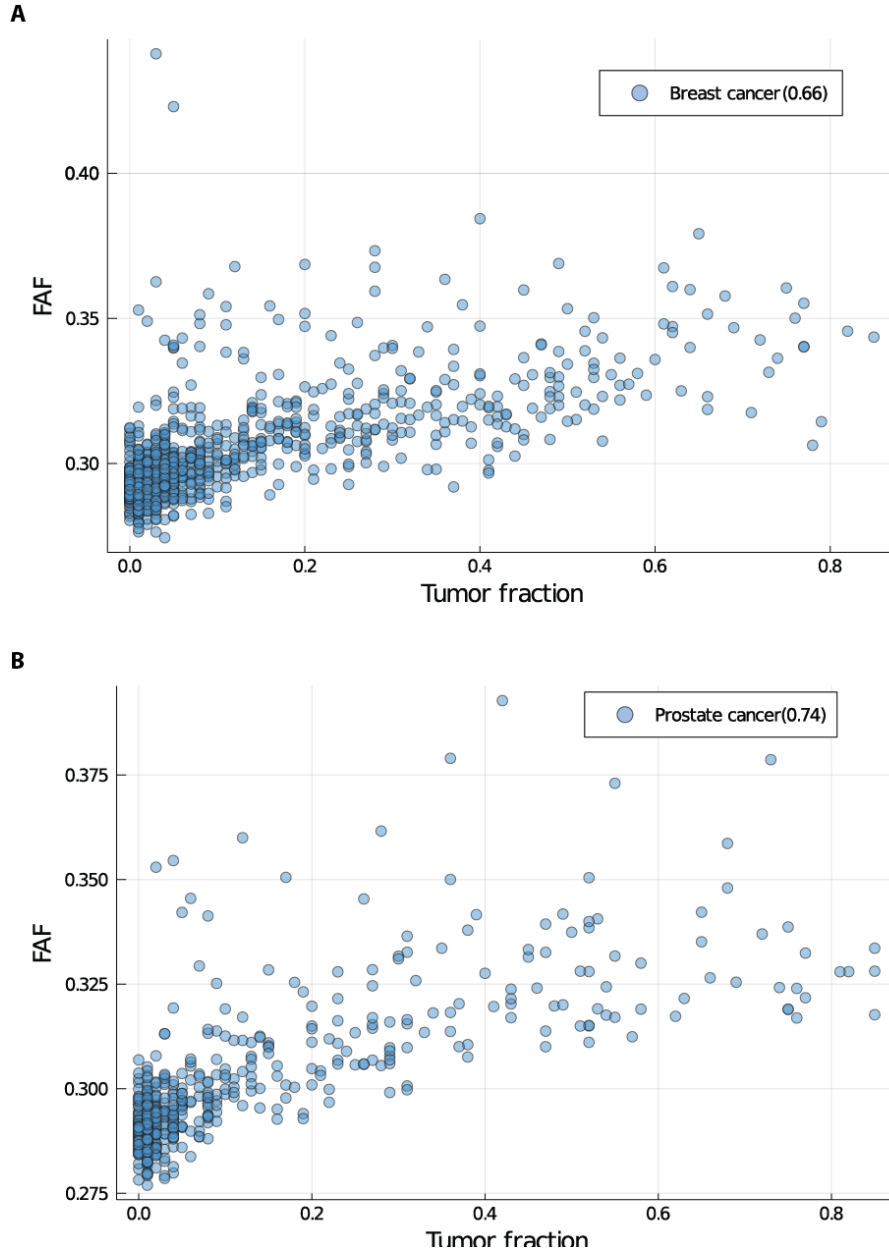 A
Breast cancer(0.66)
0.40
FAF
0.35
0.30
0.0 0.2 0.4 0.6 0.8
Tumor fraction
B
Prostate cancer(0.74)
0.375
0.350
FAF
0.325
0.300
0.275
0.0 0.2 0.4 0.6 0.8
Tumor fraction